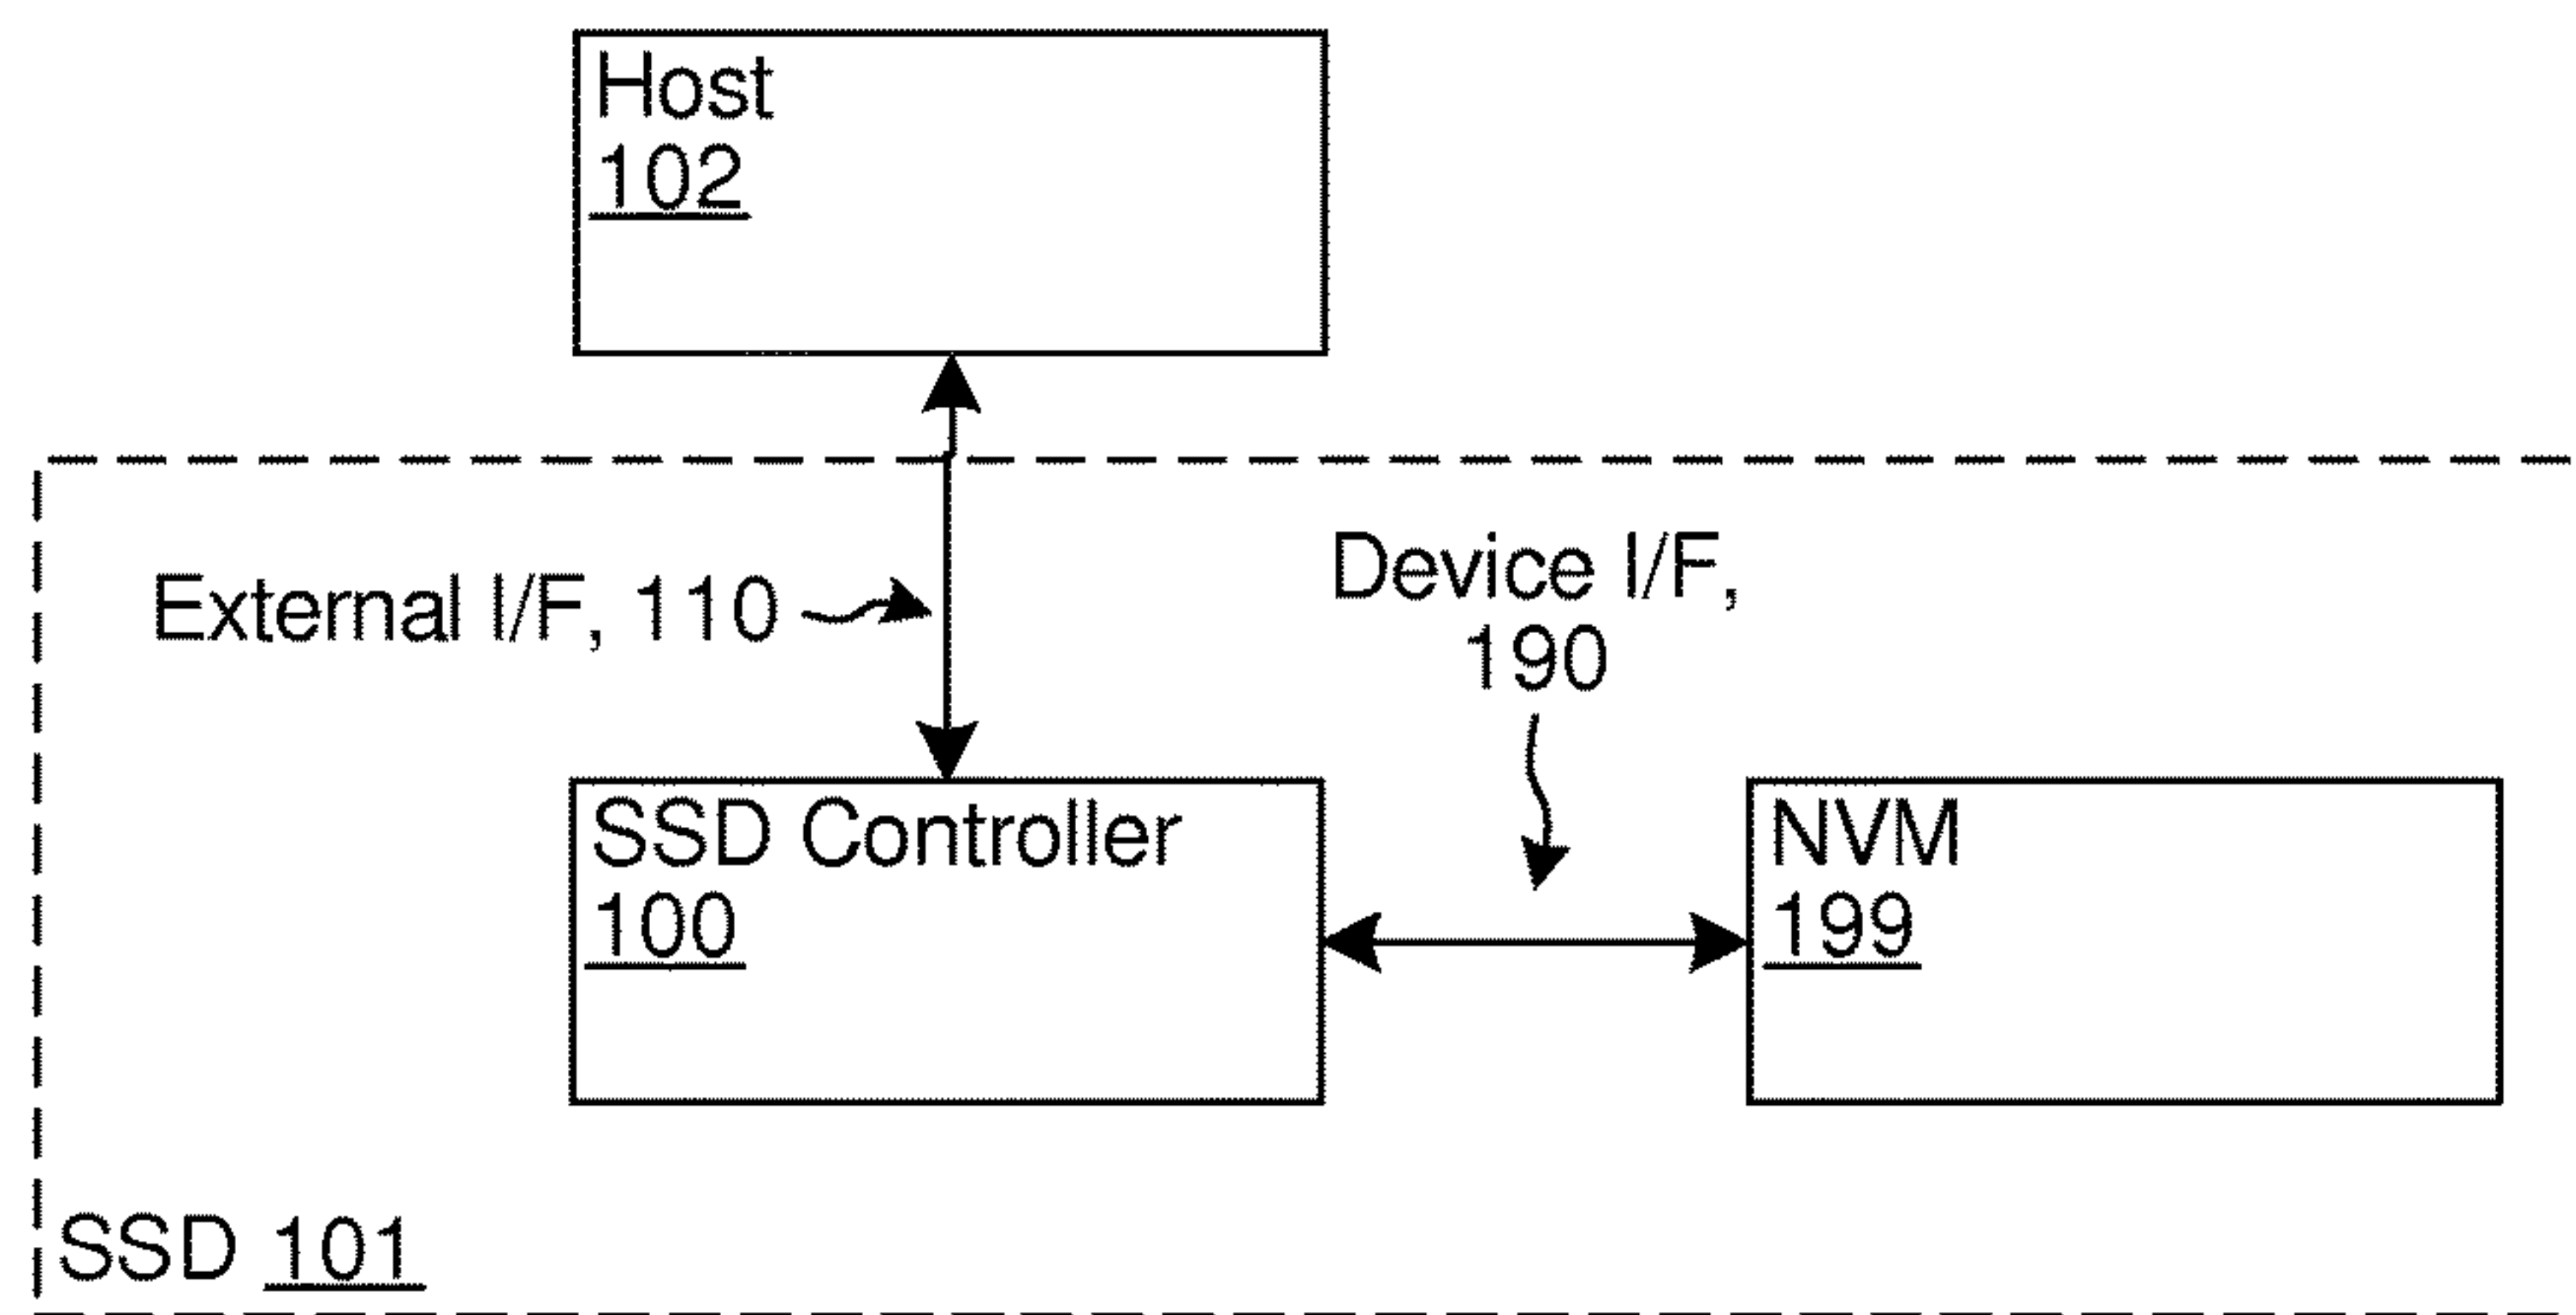 Host
102
External I/F, 110
Device I/F,
190
SSD Controller
100
NVM
199
SSD 101